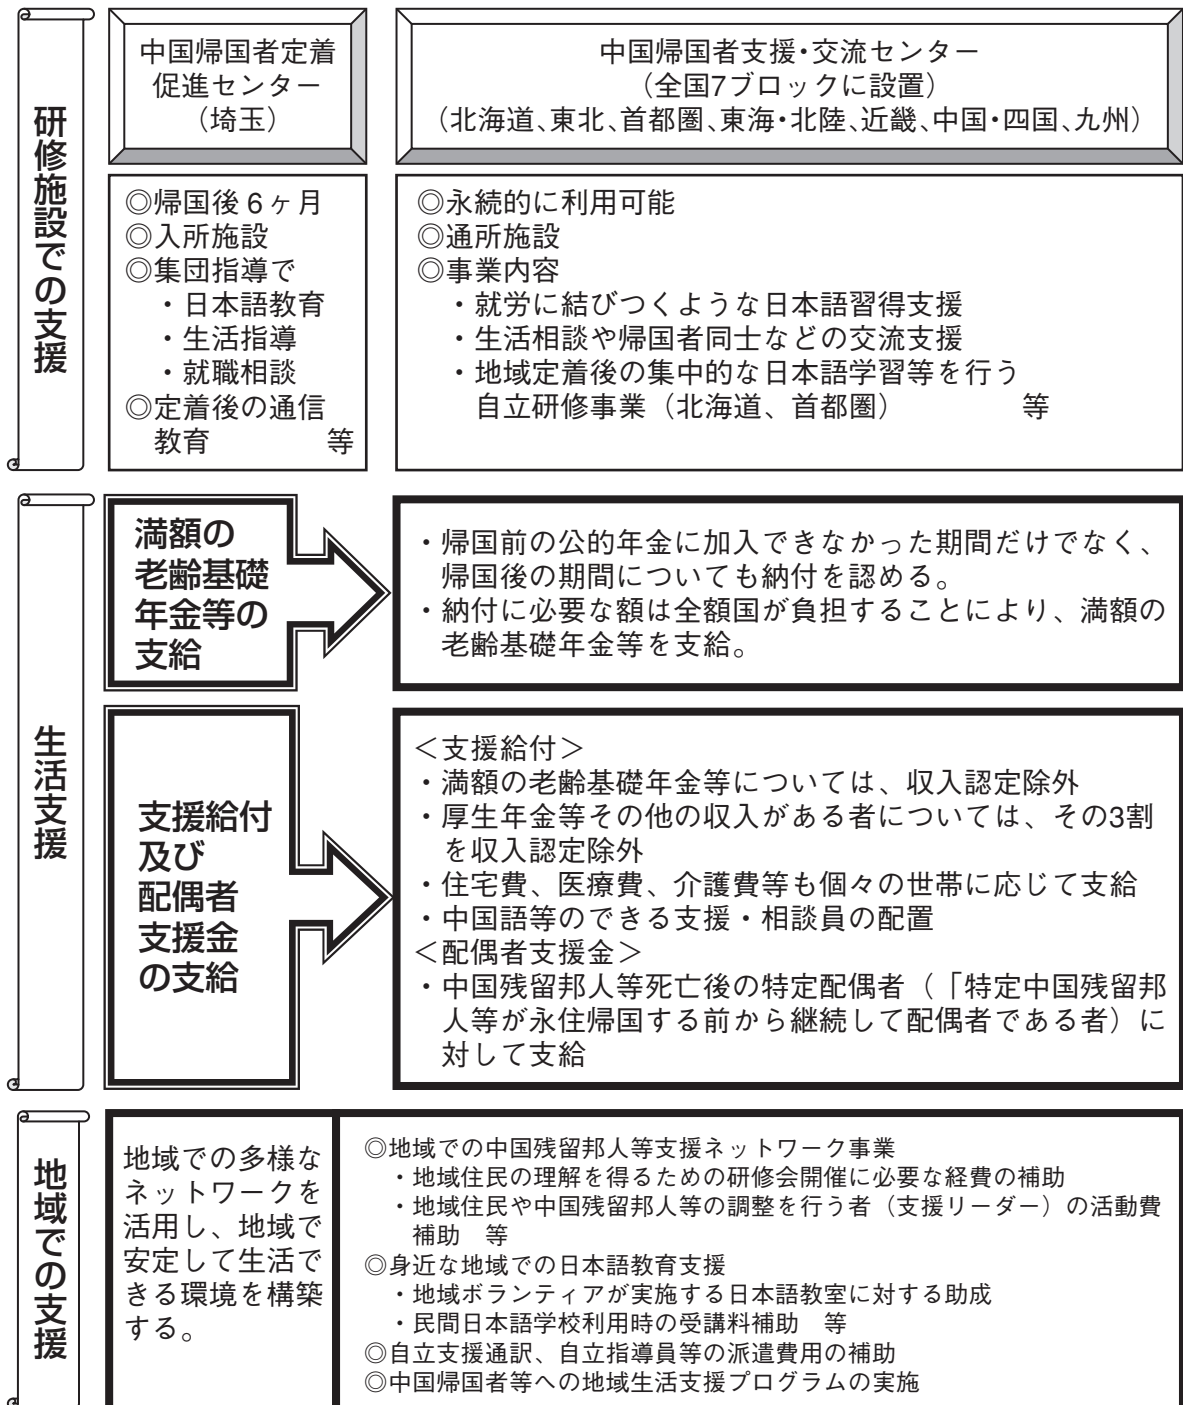 研修施設での支援
中国帰国者定着
促進センター
（埼玉）
中国帰国者支援・交流センター
（全国7ブロックに設置）
（北海道、東北、首都圏、東海・北陸、近畿、中国・四国、九州）
◎帰国後６ヶ月
◎入所施設
◎集団指導で
・日本語教育
・生活指導
・就職相談
◎定着後の通信
教育　　　　等
◎永続的に利用可能
◎通所施設
◎事業内容
・就労に結びつくような日本語習得支援
・生活相談や帰国者同士などの交流支援
・地域定着後の集中的な日本語学習等を行う
自立研修事業（北海道、首都圏）　　　　等
生活支援
満額の
老齢基礎
年金等の
支給
・帰国前の公的年金に加入できなかった期間だけでなく、
帰国後の期間についても納付を認める。
・納付に必要な額は全額国が負担することにより、満額の
老齢基礎年金等を支給。
支援給付
及び
配偶者
支援金
の支給
＜支援給付＞
・満額の老齢基礎年金等については、収入認定除外
・厚生年金等その他の収入がある者については、その3割
を収入認定除外
・住宅費、医療費、介護費等も個々の世帯に応じて支給
・中国語等のできる支援・相談員の配置
＜配偶者支援金＞
・中国残留邦人等死亡後の特定配偶者（「特定中国残留邦
人等が永住帰国する前から継続して配偶者である者）に
対して支給
地域での支援
地域での多様な
ネットワークを
活用し、地域で
安定して生活で
きる環境を構築
する。
◎地域での中国残留邦人等支援ネットワーク事業
・地域住民の理解を得るための研修会開催に必要な経費の補助
・地域住民や中国残留邦人等の調整を行う者（支援リーダー）の活動費
補助　等
◎身近な地域での日本語教育支援
・地域ボランティアが実施する日本語教室に対する助成
・民間日本語学校利用時の受講料補助　等
◎自立支援通訳、自立指導員等の派遣費用の補助
◎中国帰国者等への地域生活支援プログラムの実施